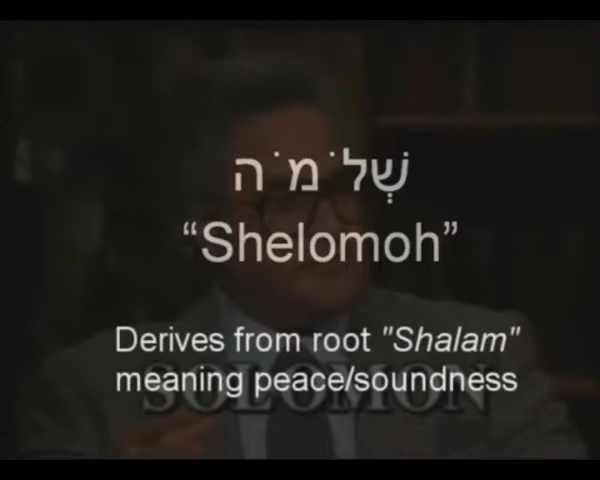 שְׁלֹמֹה
“Shelomoh”
Derives from root "Shalam"
meaning peace/soundness
SOLOMON